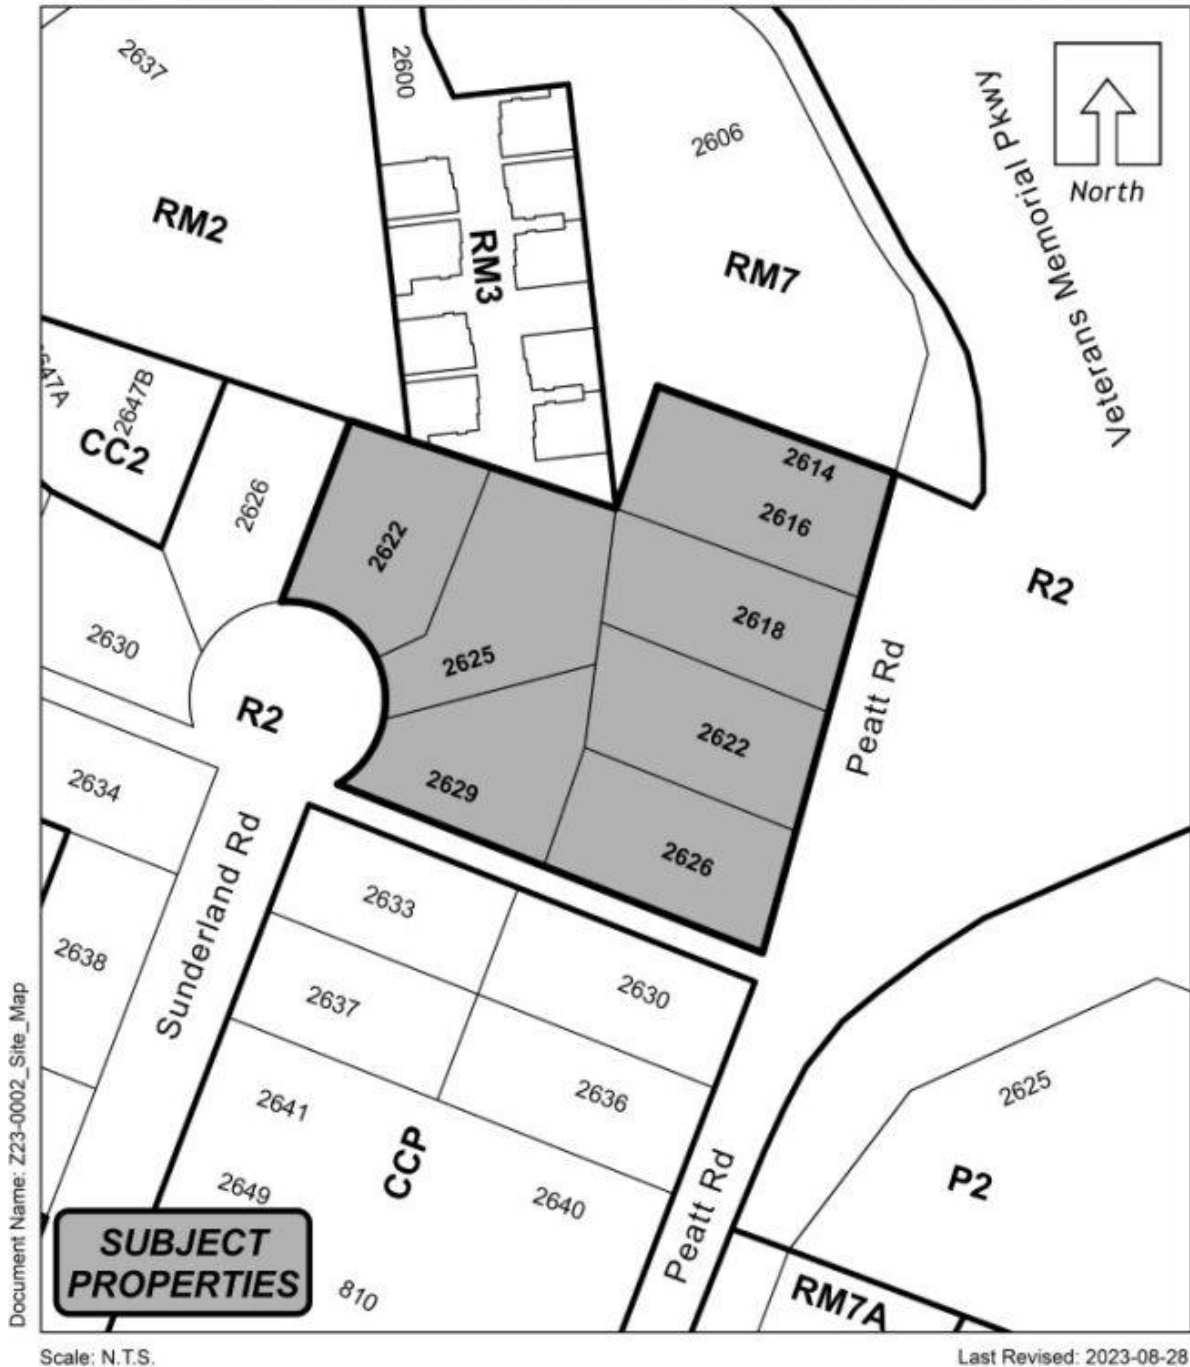 2637
2600
2606
Veterans Memorial Pkwy
North
RM2
RM3
RM7
2647B
CC2
2626
2622
2614
2616
2618
2622
2626
2625
2629
R2
Peatt Rd
2630
R2
2634
2638
Sunderland Rd
2633
2630
2637
2636
2641
CCP
2640
2649
810
Peatt Rd
2625
P2
RM7A
SUBJECT
PROPERTIES
Document Name: Z23-0002_Site_Map
Scale: N.T.S.
Last Revised: 2023-08-28